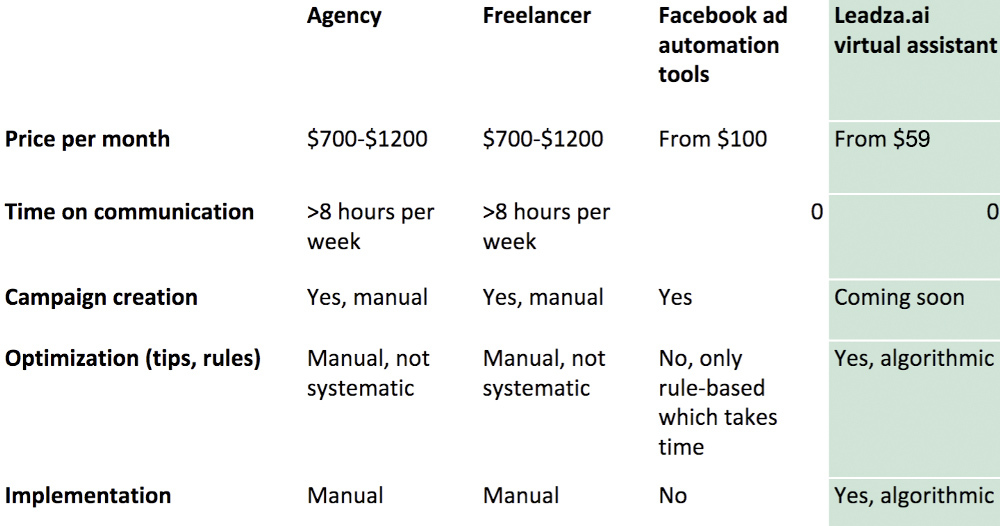 Agency Freelancer Facebook ad automation tools Leadza.ai virtual assistant
Price per month $700-$1200 $700-$1200 From $100 From $59
Time on communication >8 hours per week >8 hours per week 0 0
Campaign creation Yes, manual Yes, manual Yes Coming soon
Optimization (tips, rules) Manual, not systematic Manual, not systematic No, only rule-based which takes time Yes, algorithmic
Implementation Manual Manual No Yes, algorithmic